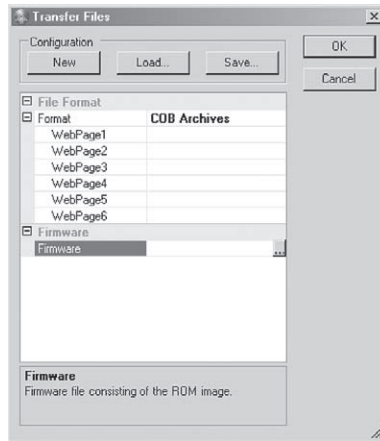 Transfer Files
Configuration
New Load... Save...
OK
Cancel
File Format
Format COB Archives
WebPage1
WebPage2
WebPage3
WebPage4
WebPage5
WebPage6
Firmware
Firmware ...
Firmware
Firmware file consisting of the ROM image.